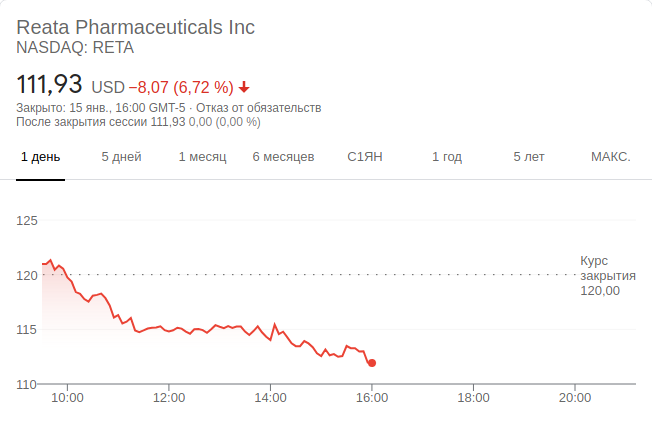 Reata Pharmaceuticals Inc
NASDAQ: RETA
111,93 USD −8,07 (6,72 %)
Закрыто: 15 янв., 16:00 GMT-5 · Отказ от обязательств
После закрытия сессии 111,93 0,00 (0,00 %)
1 день 5 дней 1 месяц 6 месяцев С1ЯН 1 год 5 лет МАКС.
125
120
115
110
Курс
закрытия
120,00
10:00 12:00 14:00 16:00 18:00 20:00